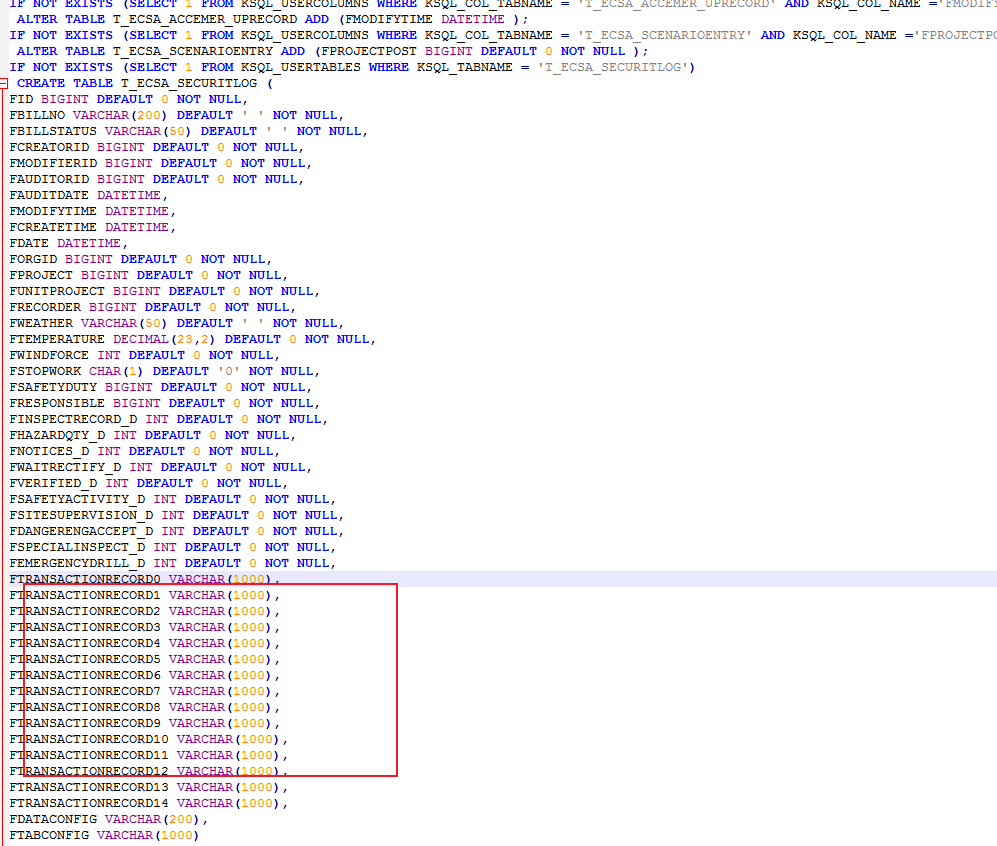 IF NOT EXISTS (SELECT 1 FROM KSQL_USERCOLUMNS WHERE KSQL_COL_TABNAME = 'T_ECSA_ACCEMER_UPRECORD' AND KSQL_COL_NAME ='FMODIFY
ALTER TABLE T_ECSA_ACCEMER_UPRECORD ADD (FMODIFYTIME DATETIME );
IF NOT EXISTS (SELECT 1 FROM KSQL_USERCOLUMNS WHERE KSQL_COL_TABNAME = 'T_ECSA_SCENARIOENTRY' AND KSQL_COL_NAME ='FPROJECTPO
ALTER TABLE T_ECSA_SCENARIOENTRY ADD (FPROJECTPOST BIGINT DEFAULT 0 NOT NULL );
IF NOT EXISTS (SELECT 1 FROM KSQL_USERTABLES WHERE KSQL_TABNAME = 'T_ECSA_SECURITLOG')
CREATE TABLE T_ECSA_SECURITLOG (
FID BIGINT DEFAULT 0 NOT NULL,
FBILLNO VARCHAR(200) DEFAULT ' ' NOT NULL,
FBILLSTATUS VARCHAR(50) DEFAULT ' ' NOT NULL,
FCREATORID BIGINT DEFAULT 0 NOT NULL,
FMODIFIERID BIGINT DEFAULT 0 NOT NULL,
FAUDITORID BIGINT DEFAULT 0 NOT NULL,
FAUDITDATE DATETIME,
FMODIFYTIME DATETIME,
FCREATETIME DATETIME,
FDATE DATETIME,
FORGID BIGINT DEFAULT 0 NOT NULL,
FPROJECT BIGINT DEFAULT 0 NOT NULL,
FUNITPROJECT BIGINT DEFAULT 0 NOT NULL,
FRECORDER BIGINT DEFAULT 0 NOT NULL,
FWEATHER VARCHAR(50) DEFAULT ' ' NOT NULL,
FTEMPERATURE DECIMAL(23,2) DEFAULT 0 NOT NULL,
FWINDFORCE INT DEFAULT 0 NOT NULL,
FSTOPWORK CHAR(1) DEFAULT '0' NOT NULL,
FSAFETYDUTY BIGINT DEFAULT 0 NOT NULL,
FRESPONSIBLE BIGINT DEFAULT 0 NOT NULL,
FINSPECTRECORD_D INT DEFAULT 0 NOT NULL,
FHAZARDQTY_D INT DEFAULT 0 NOT NULL,
FNOTICES_D INT DEFAULT 0 NOT NULL,
FWAITRECTIFY_D INT DEFAULT 0 NOT NULL,
FVERIFIED_D INT DEFAULT 0 NOT NULL,
FSAFETYACTIVITY_D INT DEFAULT 0 NOT NULL,
FSITESUPERVISION_D INT DEFAULT 0 NOT NULL,
FDANGERENGACCEPT_D INT DEFAULT 0 NOT NULL,
FSPECIALINSPECT_D INT DEFAULT 0 NOT NULL,
FEMERGENCYDRILL_D INT DEFAULT 0 NOT NULL,
FTRANSACTIONRECORD0 VARCHAR(1000),
FTRANSACTIONRECORD1 VARCHAR(1000),
FTRANSACTIONRECORD2 VARCHAR(1000),
FTRANSACTIONRECORD3 VARCHAR(1000),
FTRANSACTIONRECORD4 VARCHAR(1000),
FTRANSACTIONRECORD5 VARCHAR(1000),
FTRANSACTIONRECORD6 VARCHAR(1000),
FTRANSACTIONRECORD7 VARCHAR(1000),
FTRANSACTIONRECORD8 VARCHAR(1000),
FTRANSACTIONRECORD9 VARCHAR(1000),
FTRANSACTIONRECORD10 VARCHAR(1000),
FTRANSACTIONRECORD11 VARCHAR(1000),
FTRANSACTIONRECORD12 VARCHAR(1000),
FTRANSACTIONRECORD13 VARCHAR(1000),
FTRANSACTIONRECORD14 VARCHAR(1000),
FDATACONFIG VARCHAR(200),
FTABCONFIG VARCHAR(1000)